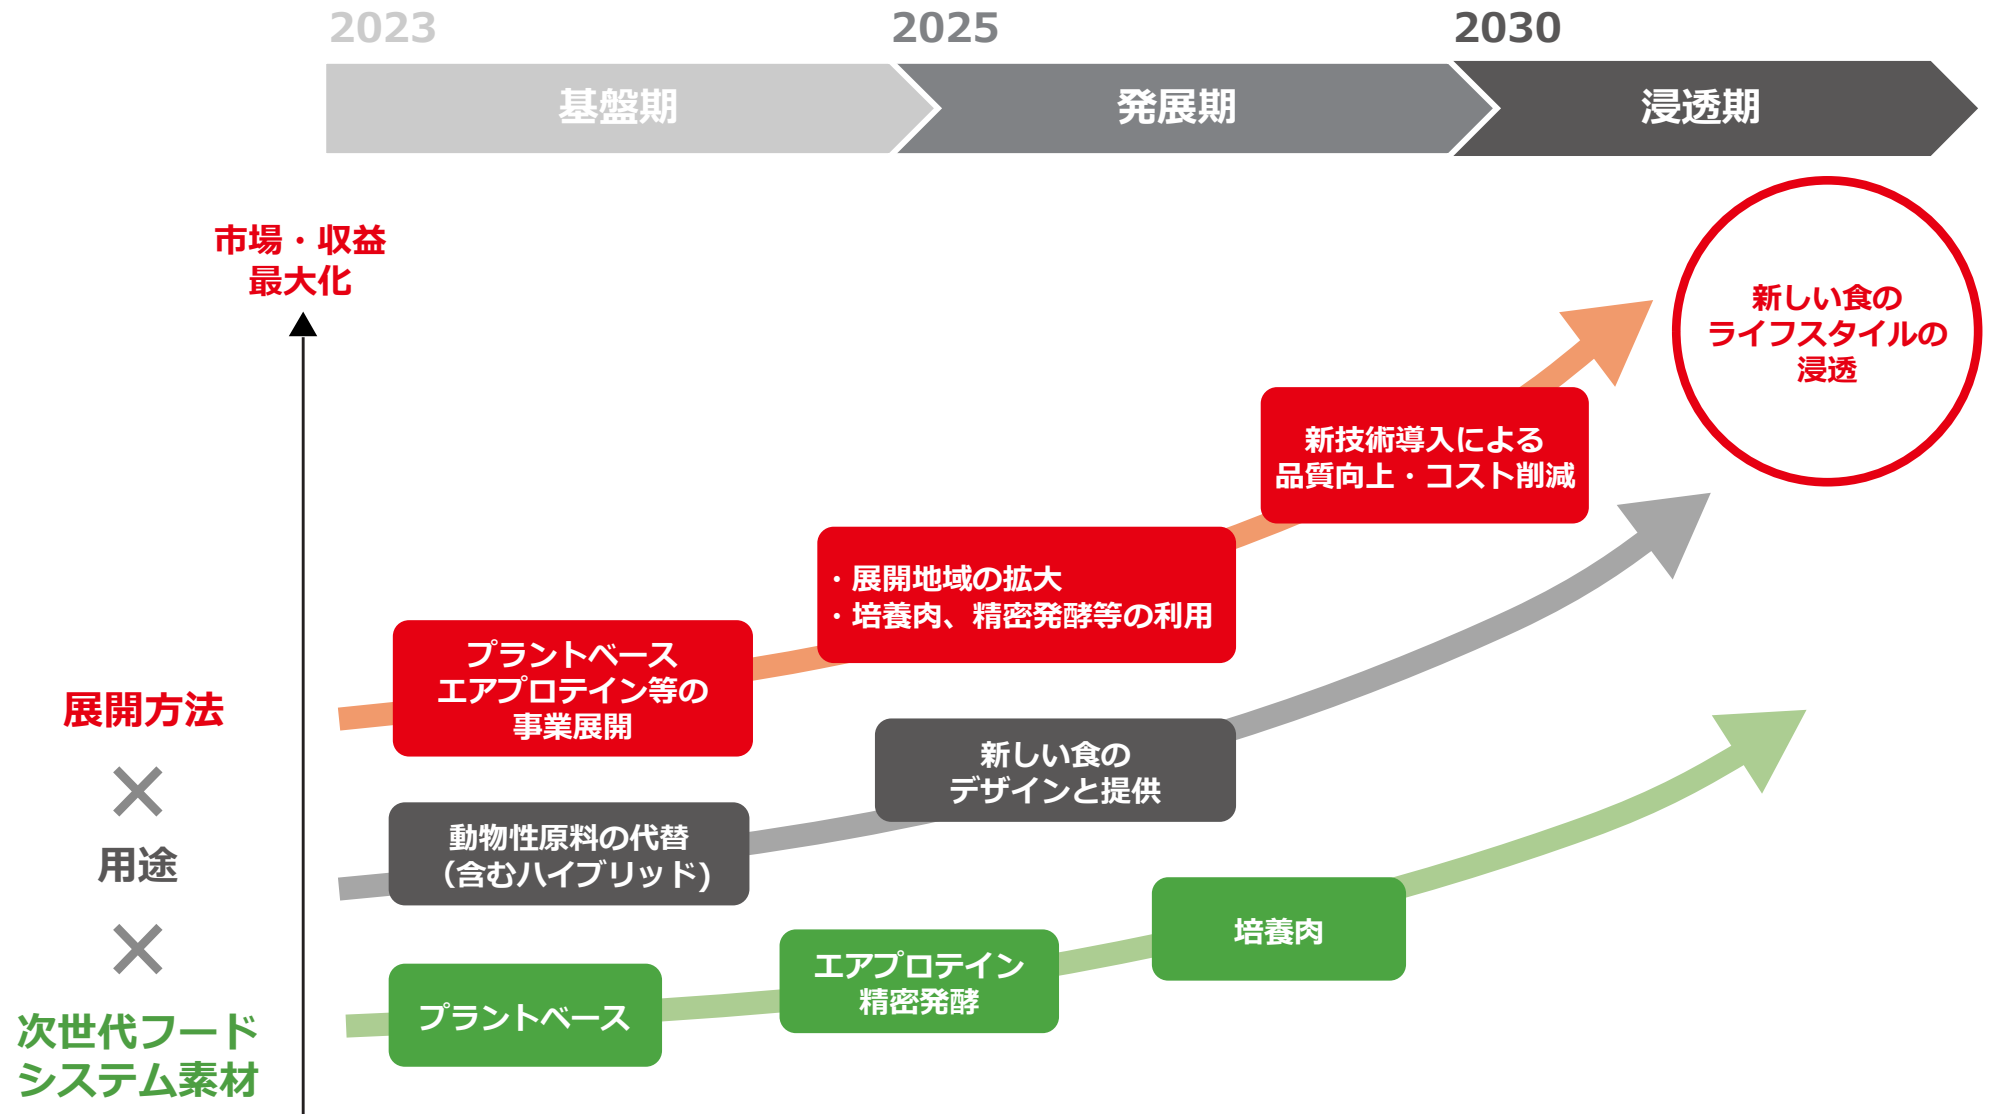 2023
2025
2030
基盤期
発展期
浸透期
市場・収益
最大化
新しい食の
ライフスタイルの
浸透
新技術導入による
品質向上・コスト削減
・展開地域の拡大
・培養肉、精密発酵等の利用
プラントベース
エアプロテイン等の
事業展開
展開方法
×
新しい食の
デザインと提供
動物性原料の代替
（含むハイブリッド）
用途
×
培養肉
エアプロテイン
精密発酵
プラントベース
次世代フード
システム素材